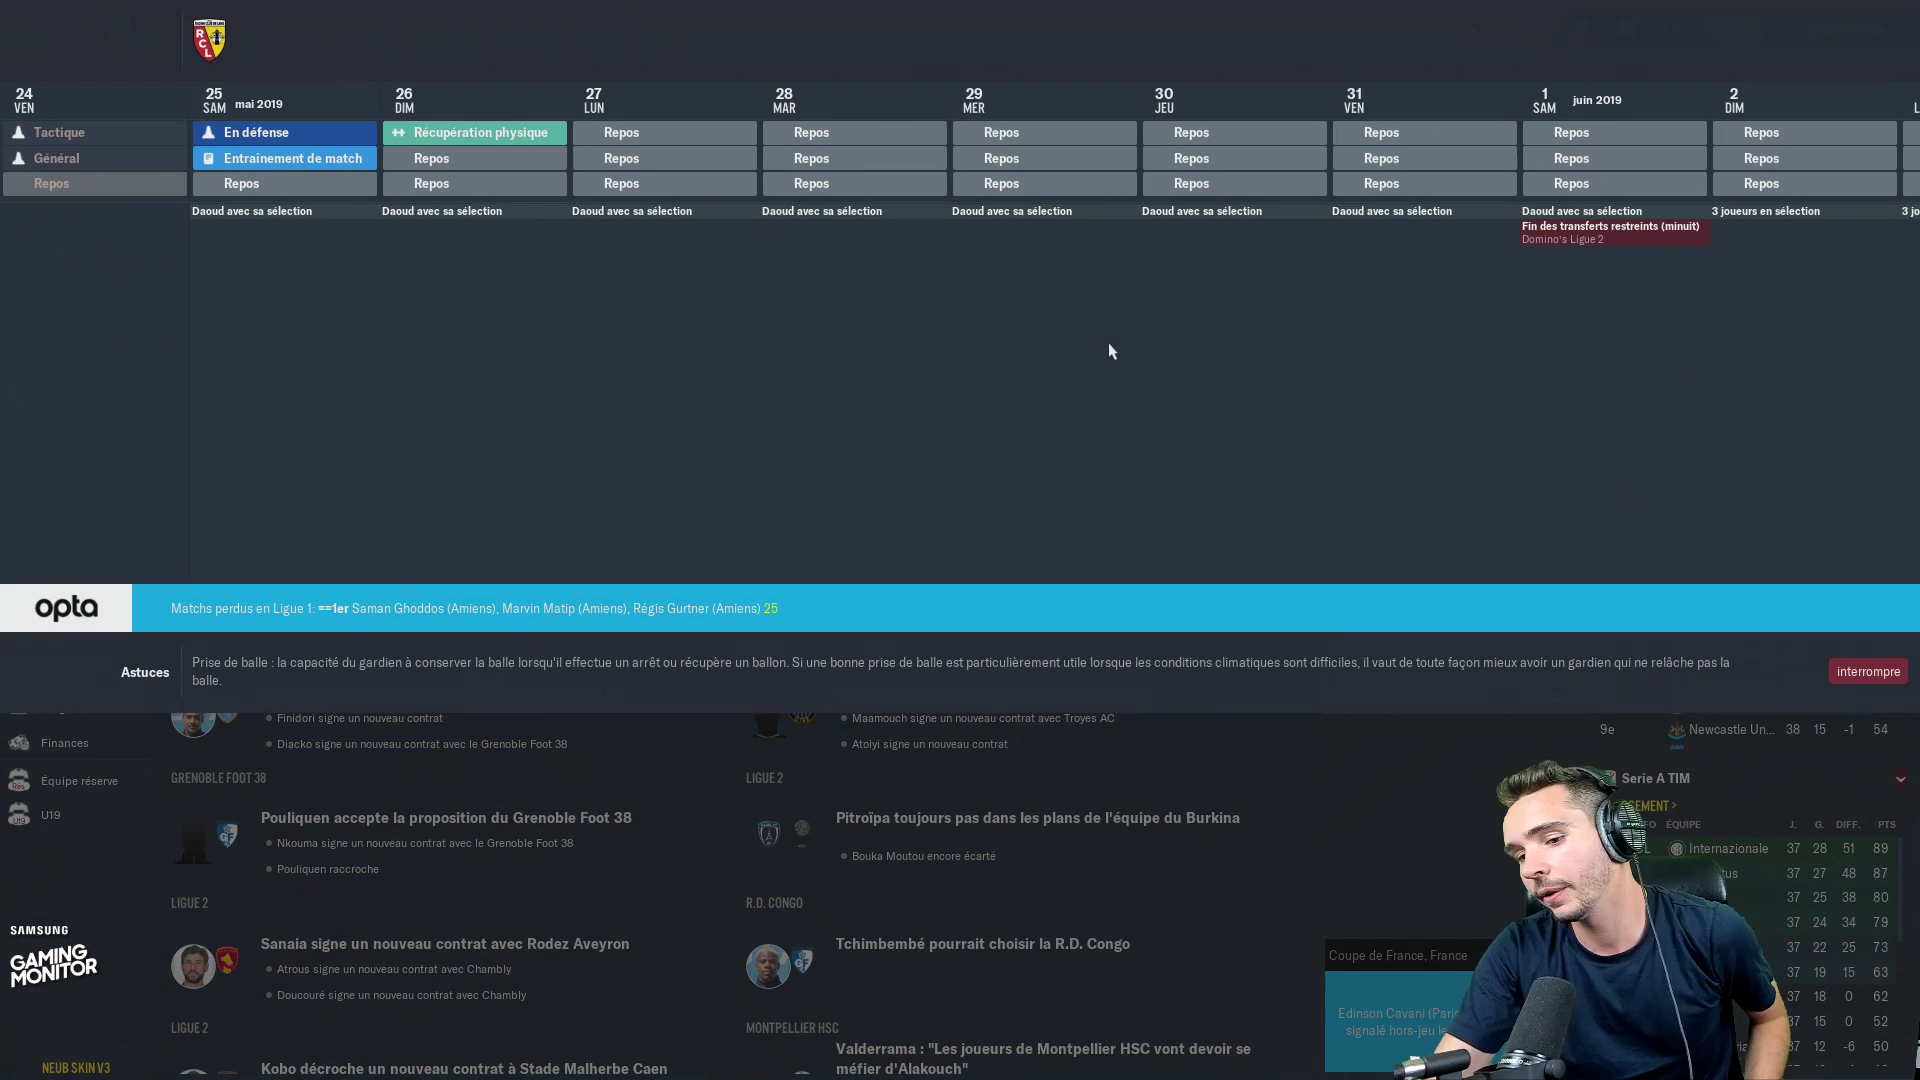 RCL
24
VEN
25
SAM mai 2019
26
DIM
27
LUN
28
MAR
29
MER
30
JEU
31
VEN
1
SAM juin 2019
2
DIM
Tactique En défense Récupération physique Repos Repos Repos Repos Repos Repos Repos
Général Entraînement de match Repos Repos Repos Repos Repos Repos Repos Repos
Repos Repos Repos Repos Repos Repos Repos Repos Repos Repos
Daoud avec sa sélection Daoud avec sa sélection Daoud avec sa sélection Daoud avec sa sélection Daoud avec sa sélection Daoud avec sa sélection Daoud avec sa sélection Daoud avec sa sélection 3 joueurs en sélection 3 jo
Fin des transferts restreints (minuit)
Domino's Ligue 2
opta
Matchs perdus en Ligue 1: ==1er Saman Ghoddos (Amiens), Marvin Matip (Amiens), Régis Gurtner (Amiens) 25
Astuces
Prise de balle : la capacité du gardien à conserver la balle lorsqu'il effectue un arrêt ou récupère un ballon. Si une bonne prise de balle est particulièrement utile lorsque les conditions climatiques sont difficiles, il vaut de toute façon mieux avoir un gardien qui ne relâche pas la
balle.
interrompre
Finances
Équipe réserve
U19
Finidori signe un nouveau contrat
Diacko signe un nouveau contrat avec le Grenoble Foot 38
GRENOBLE FOOT 38
Pouliquen accepte la proposition du Grenoble Foot 38
Nkouma signe un nouveau contrat avec le Grenoble Foot 38
Pouliquen raccroche
LIGUE 2
Sanaia signe un nouveau contrat avec Rodez Aveyron
Atrous signe un nouveau contrat avec Chambly
Doucouré signe un nouveau contrat avec Chambly
LIGUE 2
Kobo décroche un nouveau contrat à Stade Malherbe Caen
Maamouch signe un nouveau contrat avec Troyes AC
Atoiyi signe un nouveau contrat
LIGUE 2
Pitroïpa toujours pas dans les plans de l'équipe du Burkina
Bouka Moutou encore écarté
R.D. CONGO
Tchimbembé pourrait choisir la R.D. Congo
MONTPELLIER HSC
Valderrama : "Les joueurs de Montpellier HSC vont devoir se
méfier d'Alakouch"
9e Newcastle Un... 38 15 -1 54
Serie A TIM
ÉQUIPE J. G. DIFF. PTS
Internazionale 37 28 51 89
37 27 48 87
37 25 38 80
37 24 34 79
37 22 25 73
37 19 15 63
37 18 0 62
37 15 0 52
37 12 -6 50
Coupe de France, France
Edinson Cavani (Pari
signalé hors-jeu le
SAMSUNG
GAMING
MONITOR
NEUB SKIN V3